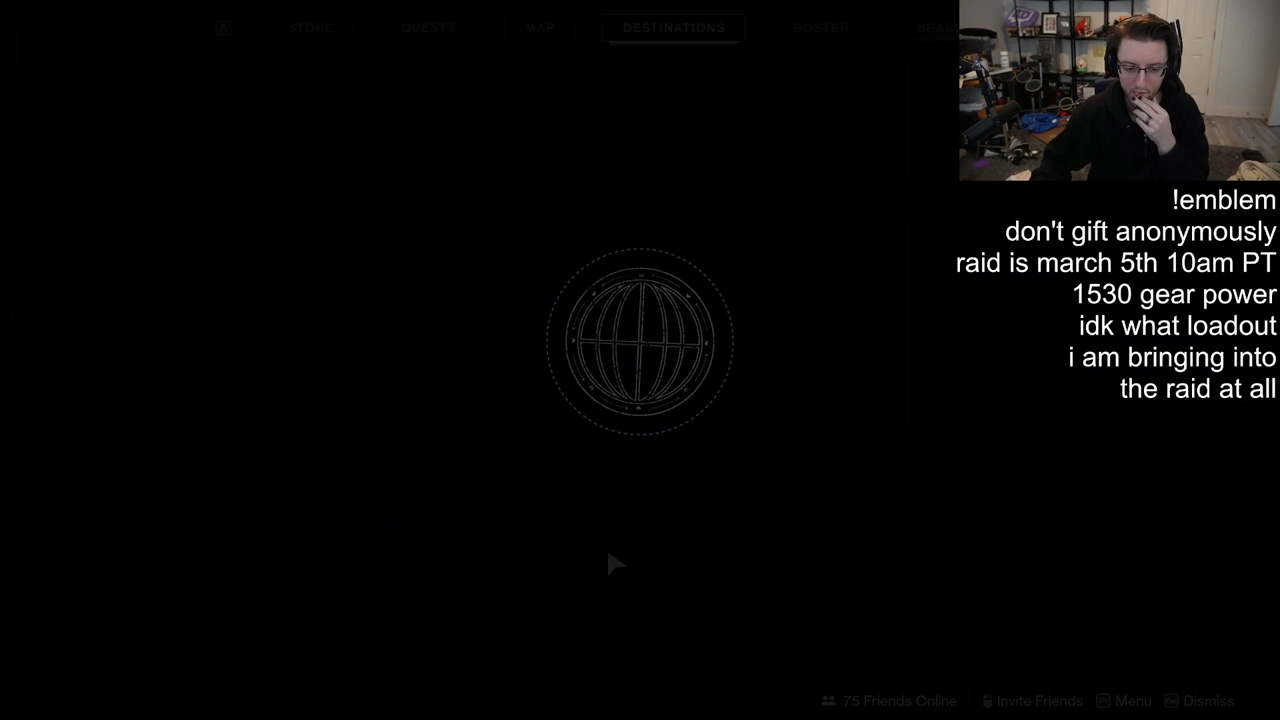 STORE
QUESTS
MAP
DESTINATIONS
ROSTER
!emblem
don't gift anonymously
raid is march 5th 10am PT
1530 gear power
idk what loadout
i am bringing into
the raid at all
75 Friends Online
Invite Friends
Menu
Dismiss